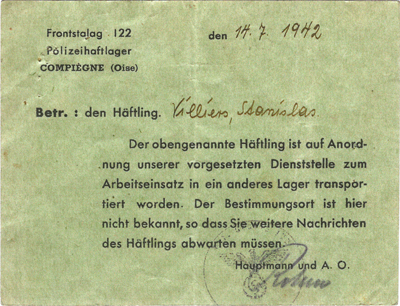 Frontstalag 122
Polizeihaftlager
COMPIÈGNE (Oise)
den 14.7.1942
Betr. : den Häftling. Villiers, Stanislas
Der obengenannte Häftling ist auf Anord-
nung unserer vorgesetzten Dienststelle zum
Arbeitseinsatz in ein anderes Lager transpor-
tiert worden. Der Bestimmungsort ist hier
nicht bekannt, so dass Sie weitere Nachrichten
des Häftlings abwarten müssen.
Hauptmann und A. O.